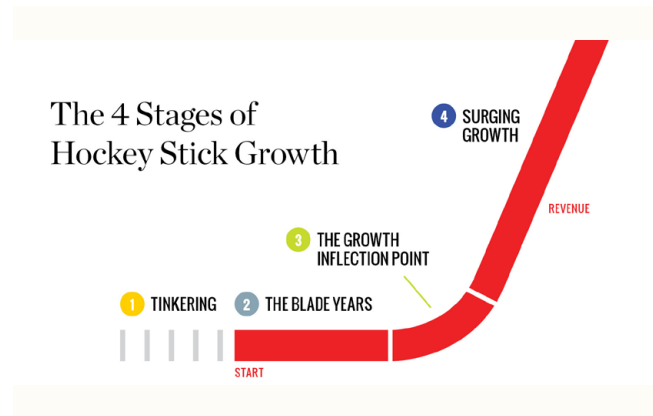 The 4 Stages of
Hockey Stick Growth
4 SURGING
GROWTH
REVENUE
3 THE GROWTH
INFLECTION POINT
1 TINKERING
2 THE BLADE YEARS
START